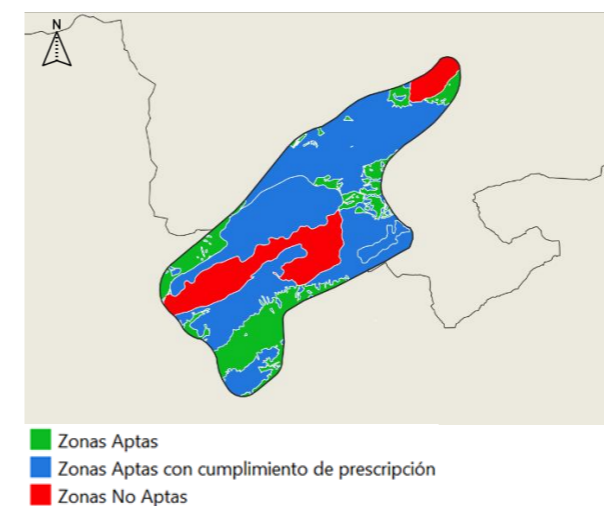 N
Zonas Aptas
Zonas Aptas con cumplimiento de prescripción
Zonas No Aptas